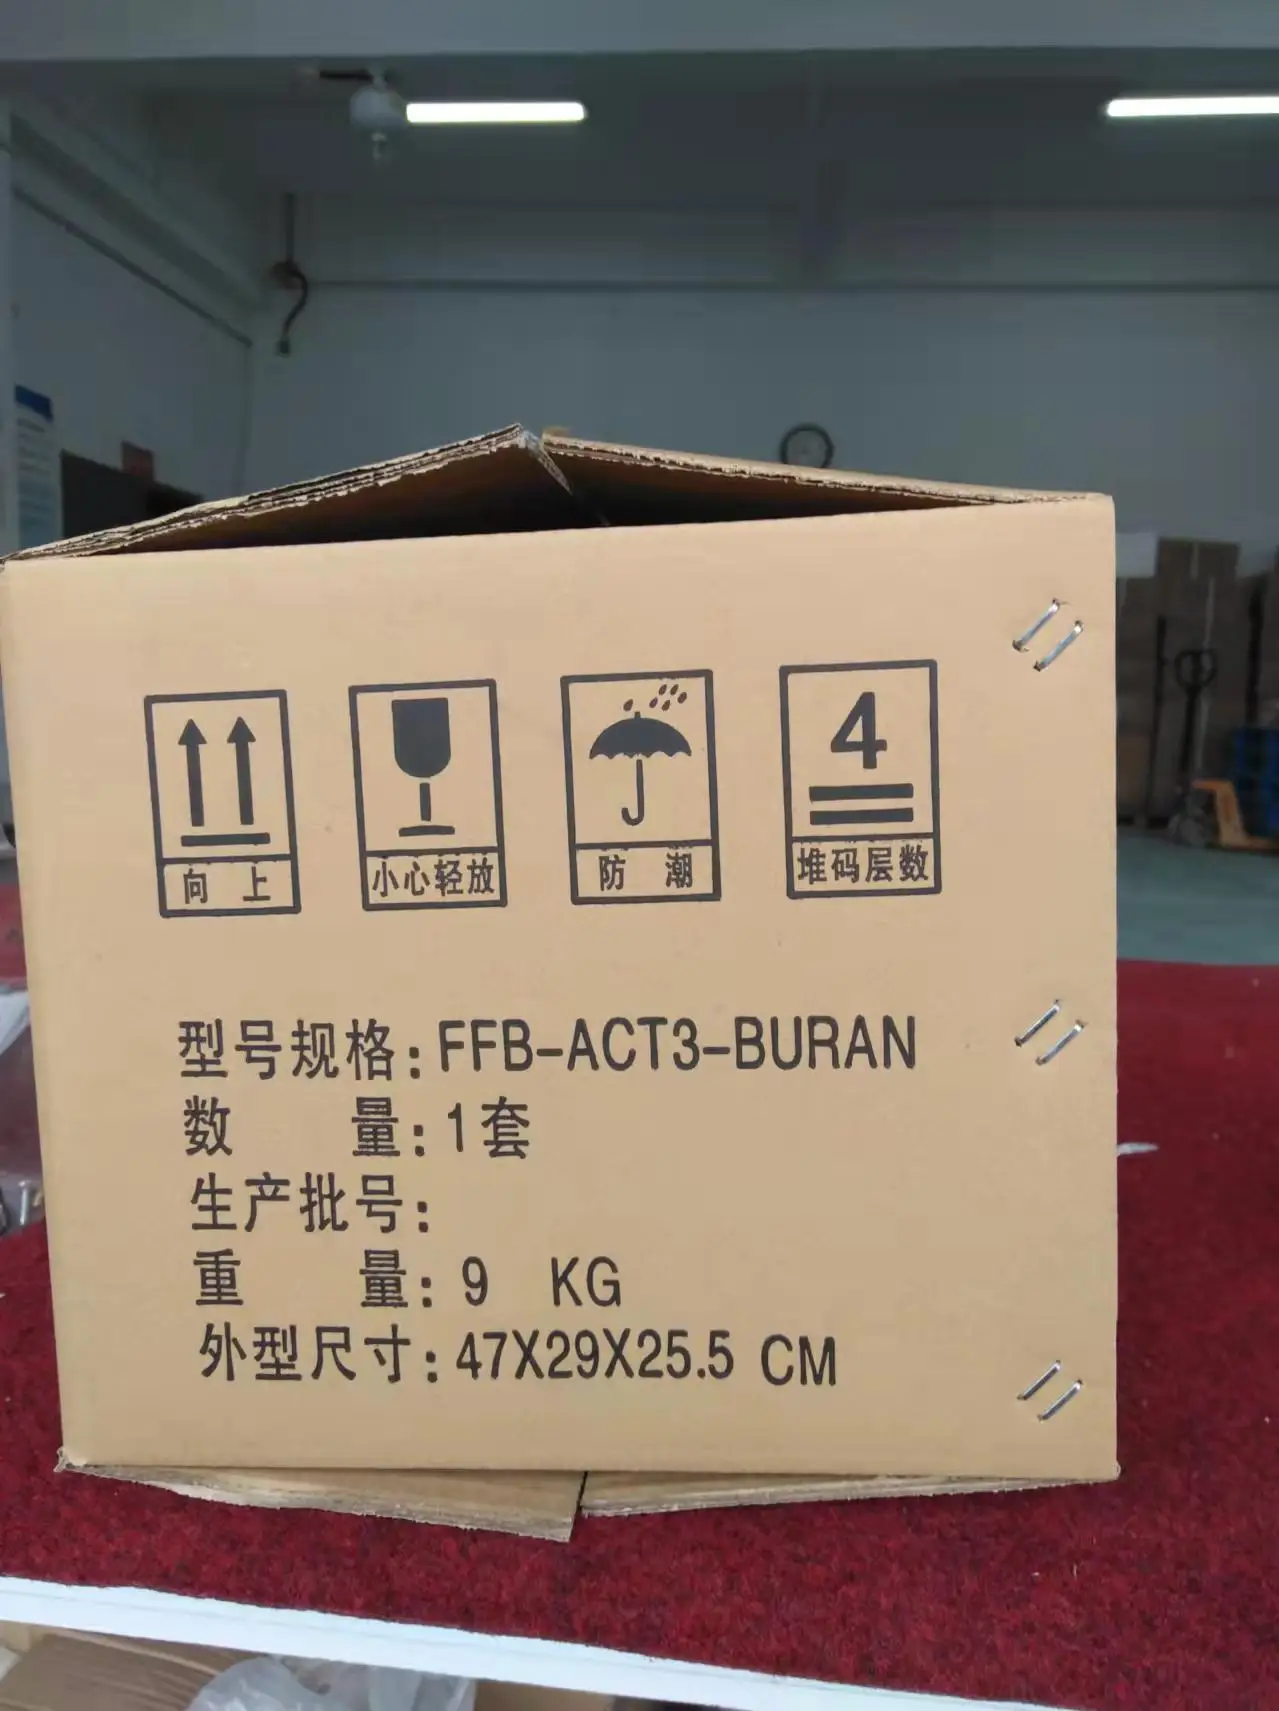 4
向 上
小心轻放
防 潮
堆码层数
型号规格:FFB-ACT3-BURAN
数 量:1套
生产批号:
重 量:9 KG
外型尺寸:47X29X25.5 CM